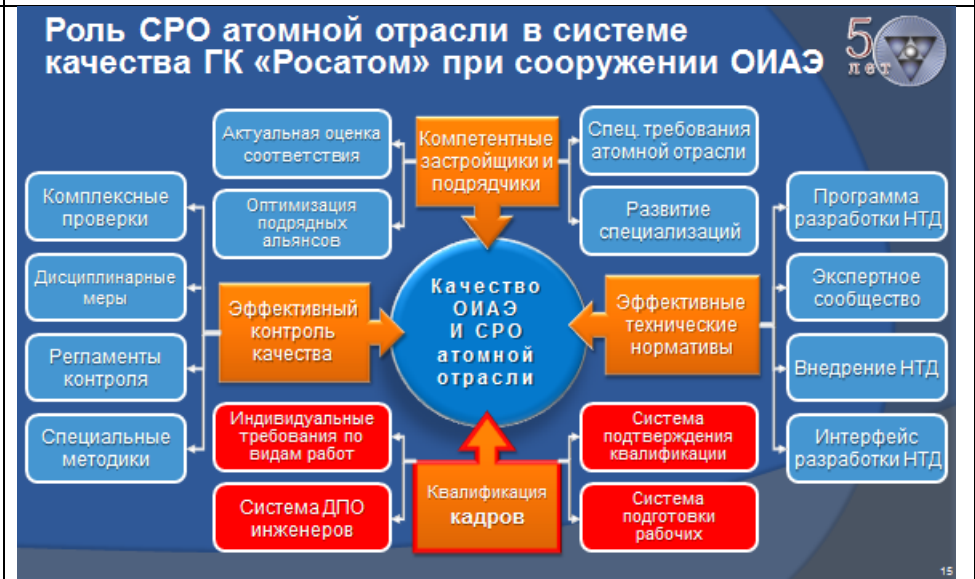 Роль СРО атомной отрасли в системе
качества ГК «Росатом» при сооружении ОИАЭ
50
лет
Актуальная оценка
соответствия
Оптимизация
подрядных
альянсов
Компетентные
застройщики и
подрядчики
Спец. требования
атомной отрасли
Развитие
специализаций
Комплексные
проверки
Дисциплинарные
меры
Регламенты
контроля
Специальные
методики
Эффективный
контроль
качества
Качество
ОИАЭ
И СРО
атомной
отрасли
Эффективные
технические
нормативы
Программа
разработки НТД
Экспертное
сообщество
Внедрение НТД
Интерфейс
разработки НТД
Индивидуальные
требования по
видам работ
Система ДПО
инженеров
Квалификация
кадров
Система
подтверждения
квалификации
Система
подготовки
рабочих
15